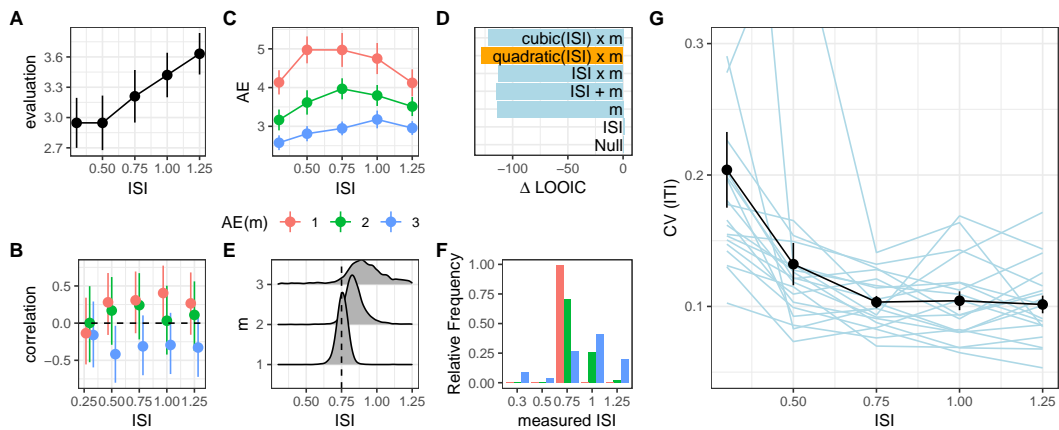 A
evaluation
3.6
3.3
3.0
2.7
0.50 0.75 1.00 1.25
ISI
C
AE
5
4
3
0.50 0.75 1.00 1.25
ISI
D
cubic(ISI) x m
quadratic(ISI) x m
ISI x m
ISI + m
m
ISI
Null
−100 −50 0
Δ LOOIC
AE(m) 1 2 3
B
correlation
0.5
0.0
−0.5
0.25 0.50 0.75 1.00 1.25
ISI
E
m
3
2
1
0.50 0.75 1.00 1.25
ISI
F
Relative Frequency
1.00
0.75
0.50
0.25
0.00
0.3 0.5 0.75 1 1.25
measured ISI
G
CV (ITI)
0.3
0.2
0.1
0.50 0.75 1.00 1.25
ISI